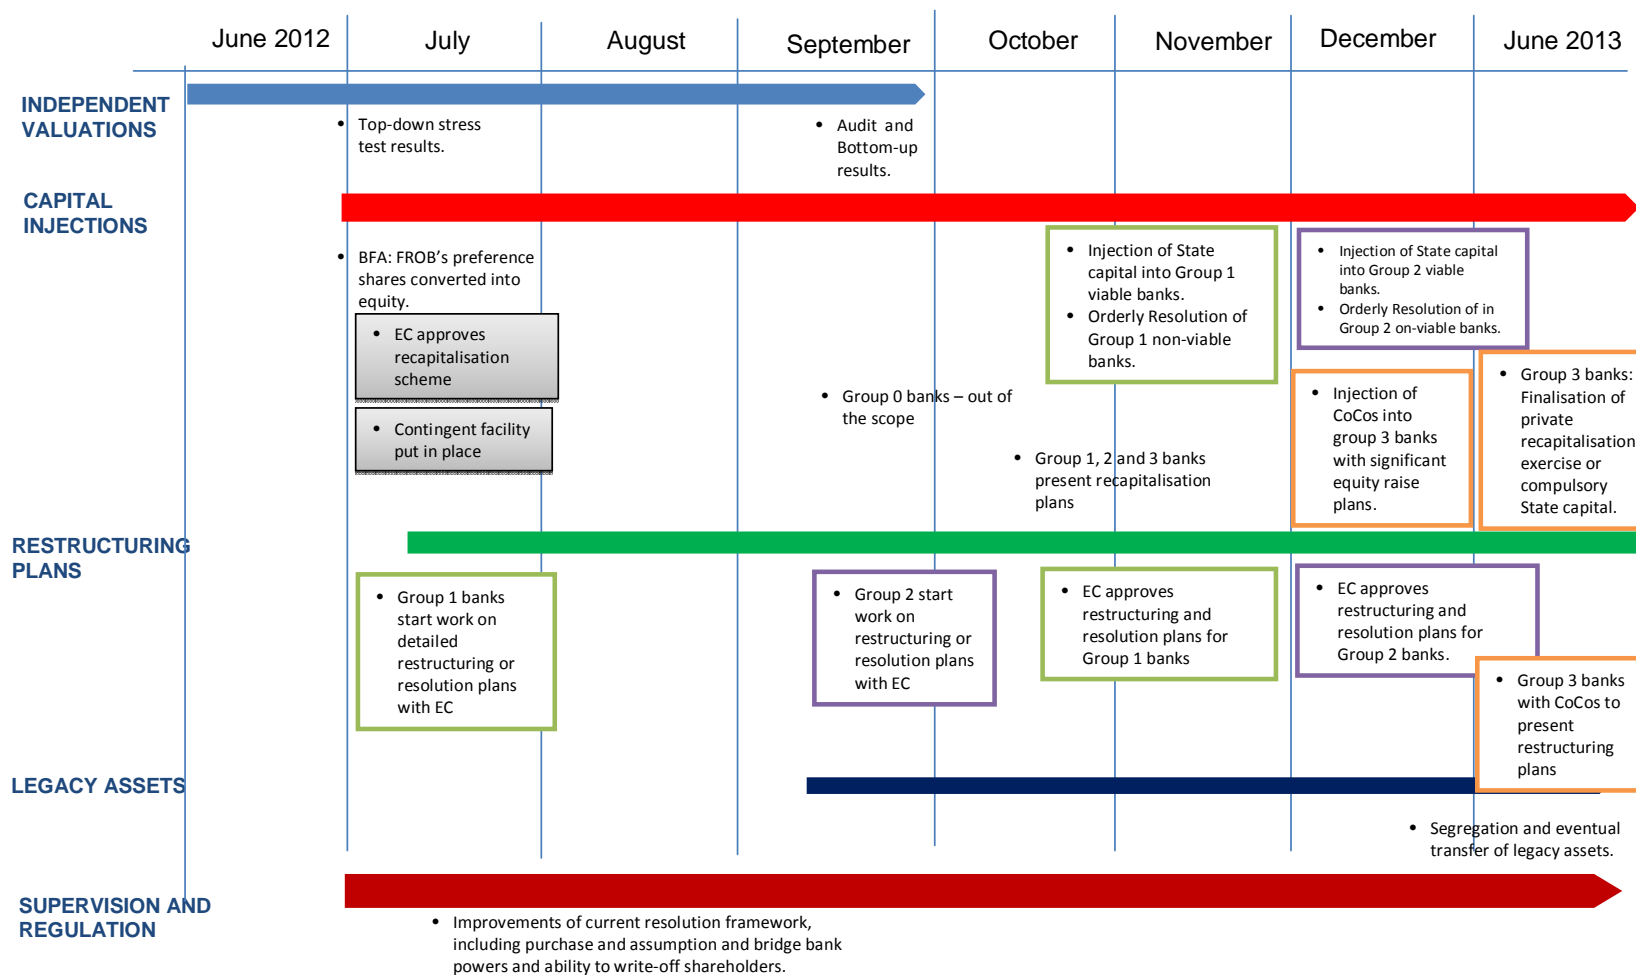 June 2012
July
August
September
October
November
December
June 2013
INDEPENDENT
VALUATIONS
• Top-down stress
test results.
• Audit and
Bottom-up
results.
CAPITAL
INJECTIONS
• BFA: FROB's preference
shares converted into
equity.
• EC approves
recapitalisation
scheme
• Contingent facility
put in place
• Group 0 banks – out of
the scope
• Group 1, 2 and 3 banks
present recapitalisation
plans
• Injection of State
capital into Group 1
viable banks.
• Orderly Resolution of
Group 1 non-viable
banks.
• Injection of State capital
into Group 2 viable
banks.
• Orderly Resolution of in
Group 2 on-viable banks.
• Injection of
CoCos into
group 3 banks
with significant
equity raise
plans.
• Group 3 banks:
Finalisation of
private
recapitalisation
exercise or
compulsory
State capital.
RESTRUCTURING
PLANS
• Group 1 banks
start work on
detailed
restructuring or
resolution plans
with EC
• Group 2 start
work on
restructuring or
resolution plans
with EC
• EC approves
restructuring and
resolution plans for
Group 1 banks
• EC approves
restructuring and
resolution plans for
Group 2 banks.
• Group 3 banks
with CoCos to
present
restructuring
plans
LEGACY ASSETS
• Segregation and eventual
transfer of legacy assets.
SUPERVISION AND
REGULATION
• Improvements of current resolution framework,
including purchase and assumption and bridge bank
powers and ability to write-off shareholders.